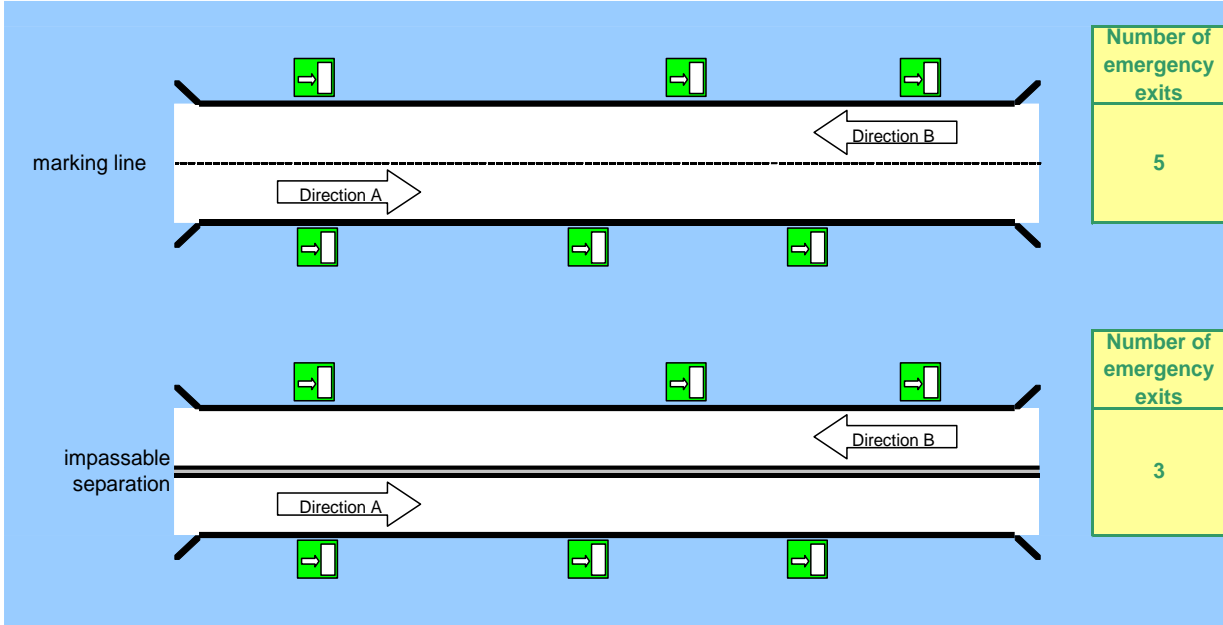 Number of
emergency
exits
Direction B
marking line
5
Direction A
Number of
emergency
exits
Direction B
impassable
separation
3
Direction A